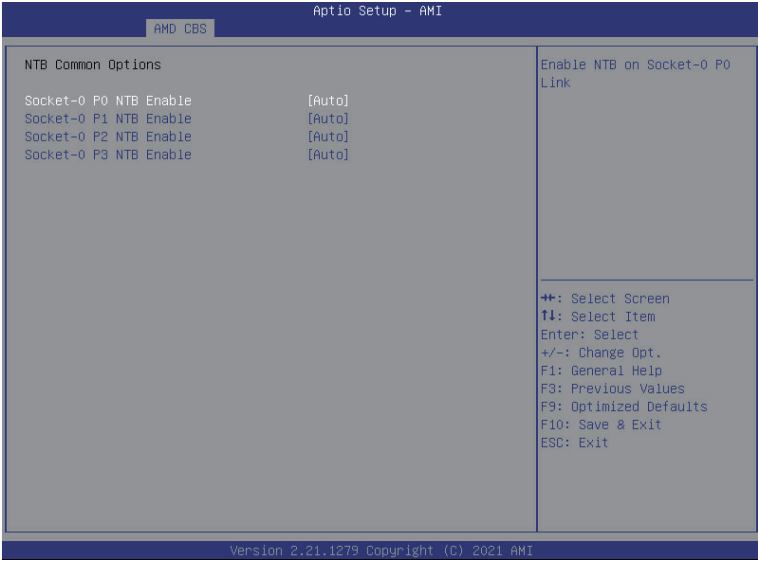 Aptio Setup – AMI
AMD CBS
NTB Common Options
Socket-0 P0 NTB Enable [Auto]
Socket-0 P1 NTB Enable [Auto]
Socket-0 P2 NTB Enable [Auto]
Socket-0 P3 NTB Enable [Auto]
Enable NTB on Socket-0 P0
Link
→←: Select Screen
↑↓: Select Item
Enter: Select
+/-: Change Opt.
F1: General Help
F3: Previous Values
F9: Optimized Defaults
F10: Save & Exit
ESC: Exit
Version 2.21.1279 Copyright (C) 2021 AMI